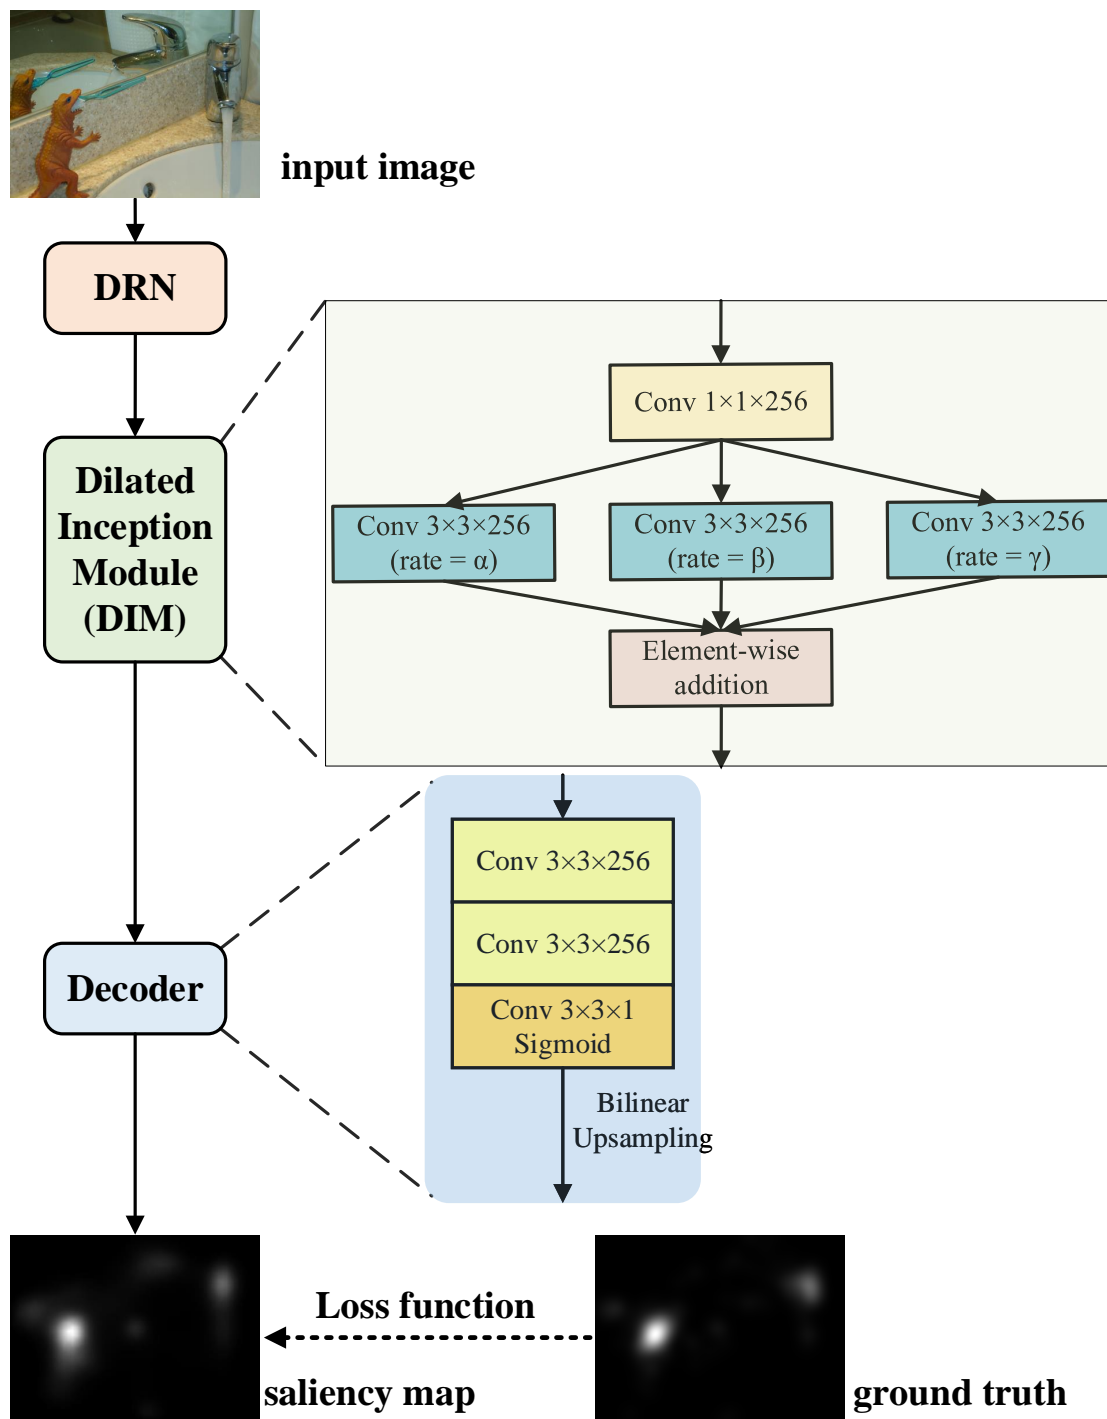 input image
DRN
Dilated
Inception
Module
(DIM)
Conv 1×1×256
Conv 3×3×256
(rate = α)
Conv 3×3×256
(rate = β)
Conv 3×3×256
(rate = γ)
Element-wise
addition
Decoder
Conv 3×3×256
Conv 3×3×256
Conv 3×3×1
Sigmoid
Bilinear
Upsampling
Loss function
saliency map
ground truth